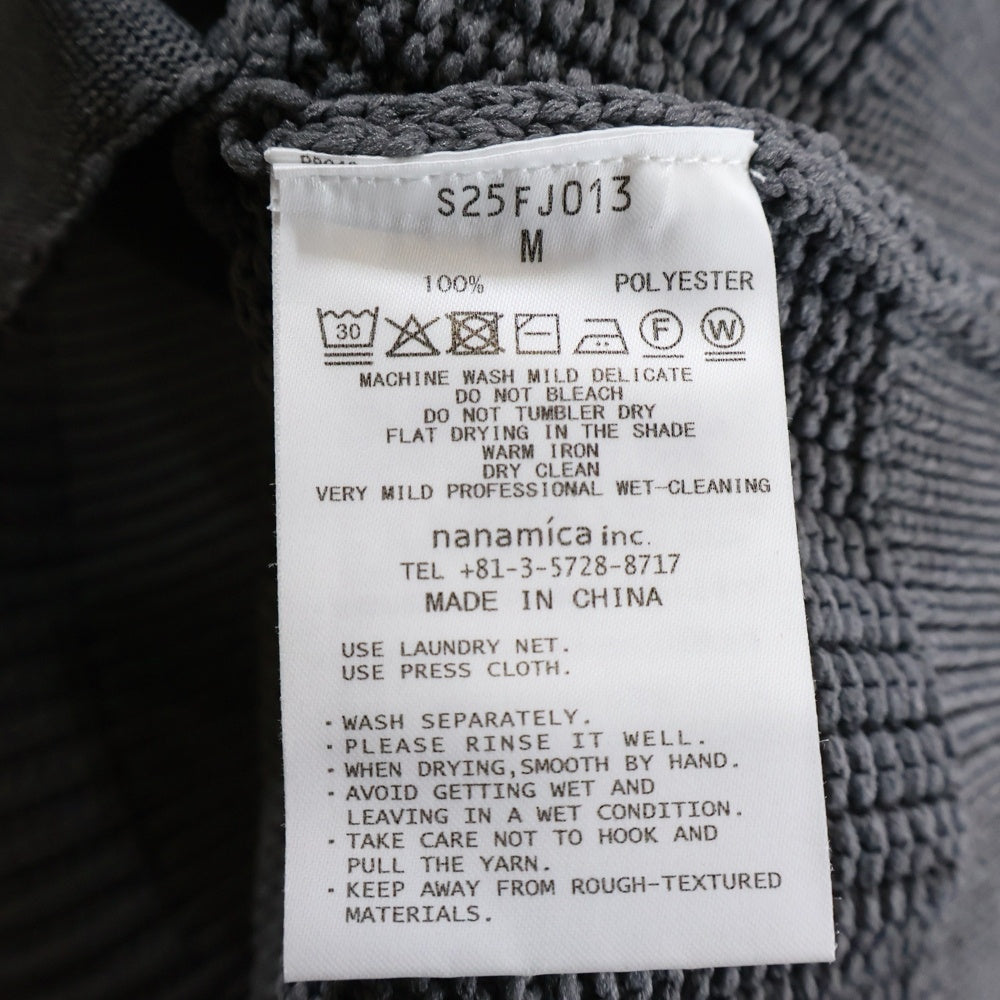 S25FJ013
M
100% POLYESTER
30 F W
MACHINE WASH MILD DELICATE
DO NOT BLEACH
DO NOT TUMBLER DRY
FLAT DRYING IN THE SHADE
WARM IRON
DRY CLEAN
VERY MILD PROFESSIONAL WET-CLEANING
nanamíca inc.
TEL +81-3-5728-8717
MADE IN CHINA
USE LAUNDRY NET.
USE PRESS CLOTH.
・WASH SEPARATELY.
・PLEASE RINSE IT WELL.
・WHEN DRYING,SMOOTH BY HAND.
・AVOID GETTING WET AND
LEAVING IN A WET CONDITION.
・TAKE CARE NOT TO HOOK AND
PULL THE YARN.
・KEEP AWAY FROM ROUGH-TEXTURED
MATERIALS.